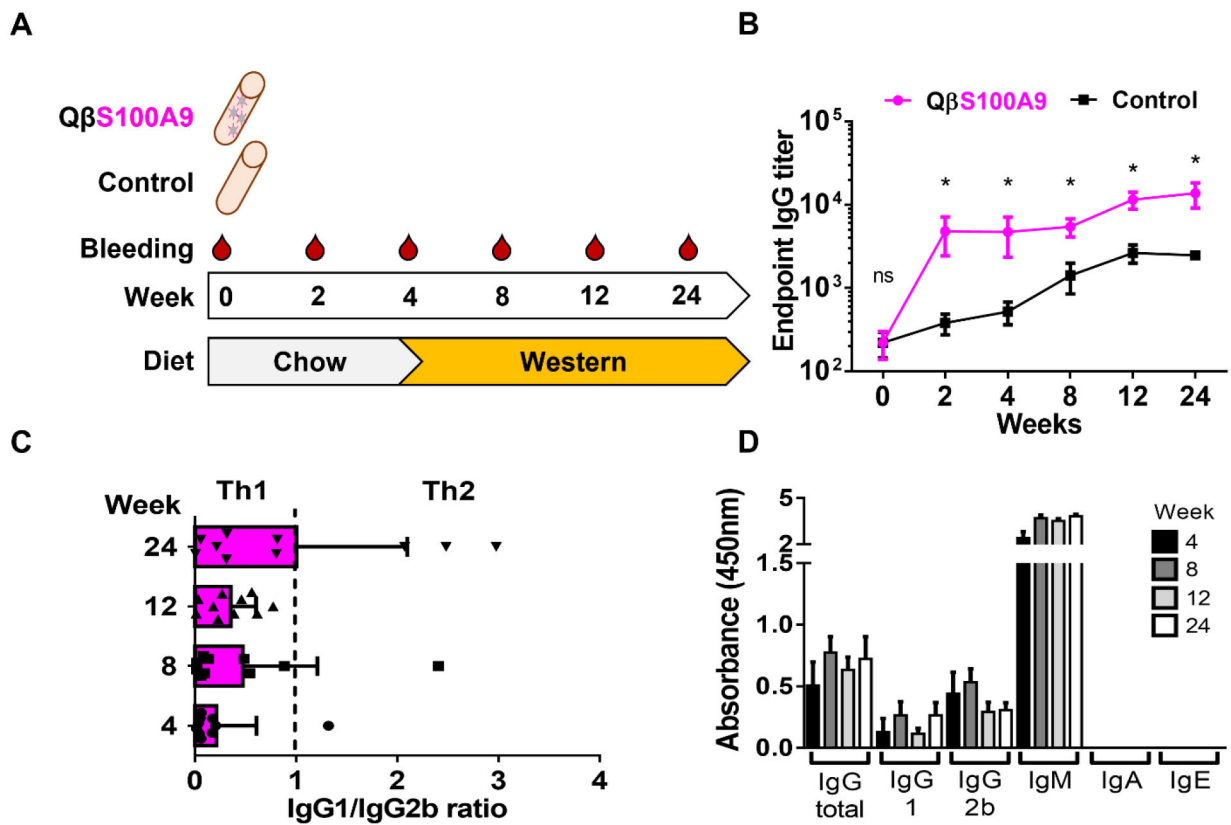 A
QβS100A9
Control
Bleeding
Week 0 2 4 8 12 24
Diet Chow Western
B
QβS100A9 Control
Endpoint IgG titer
10^5
10^4
10^3
10^2
ns * * * * *
0 2 4 8 12 24
Weeks
C
Week Th1 Th2
24
12
8
4
0 1 2 3 4
IgG1/IgG2b ratio
D
Absorbance (450nm)
5
2
1.5
1.0
0.5
0.0
Week
4
8
12
24
IgG total
IgG 1
IgG 2b
IgM
IgA
IgE